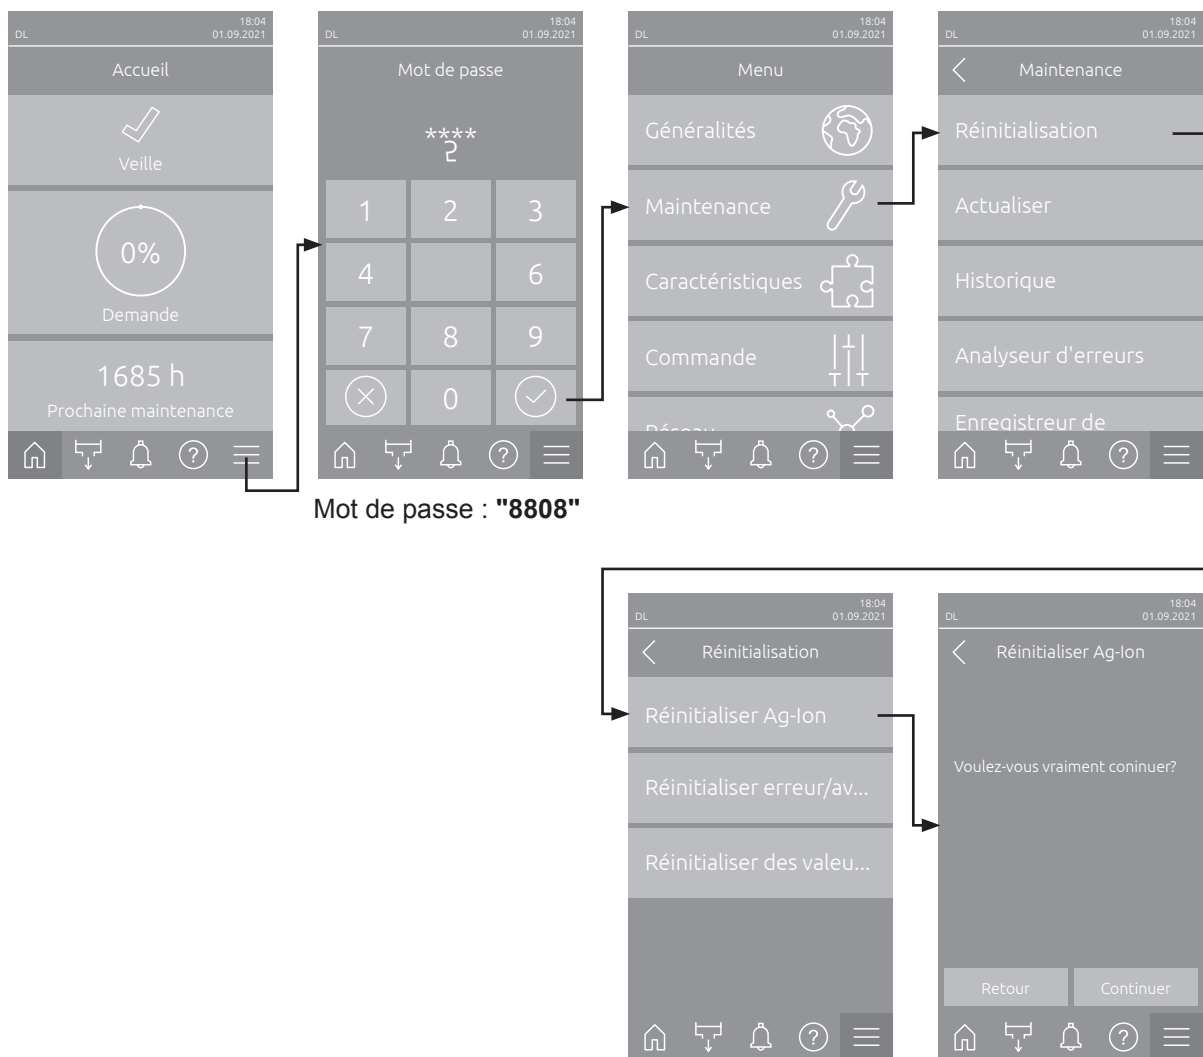 18:04
DL 01.09.2021
Accueil
Veille
0%
Demande
1685 h
Prochaine maintenance
?
18:04
DL 01.09.2021
Mot de passe
****
1 2 3
4 6
7 8 9
0
?
Mot de passe : "8808"
18:04
DL 01.09.2021
Menu
Généralités
Maintenance
Caractéristiques
Commande
Réseau
?
18:04
DL 01.09.2021
Maintenance
Réinitialisation
Actualiser
Historique
Analyseur d'erreurs
Enregistreur de
?
18:04
DL 01.09.2021
Réinitialisation
Réinitialiser Ag-Ion
Réinitialiser erreur/av...
Réinitialiser des valeu...
?
18:04
DL 01.09.2021
Réinitialiser Ag-Ion
Voulez-vous vraiment coninuer?
Retour Continuer
?